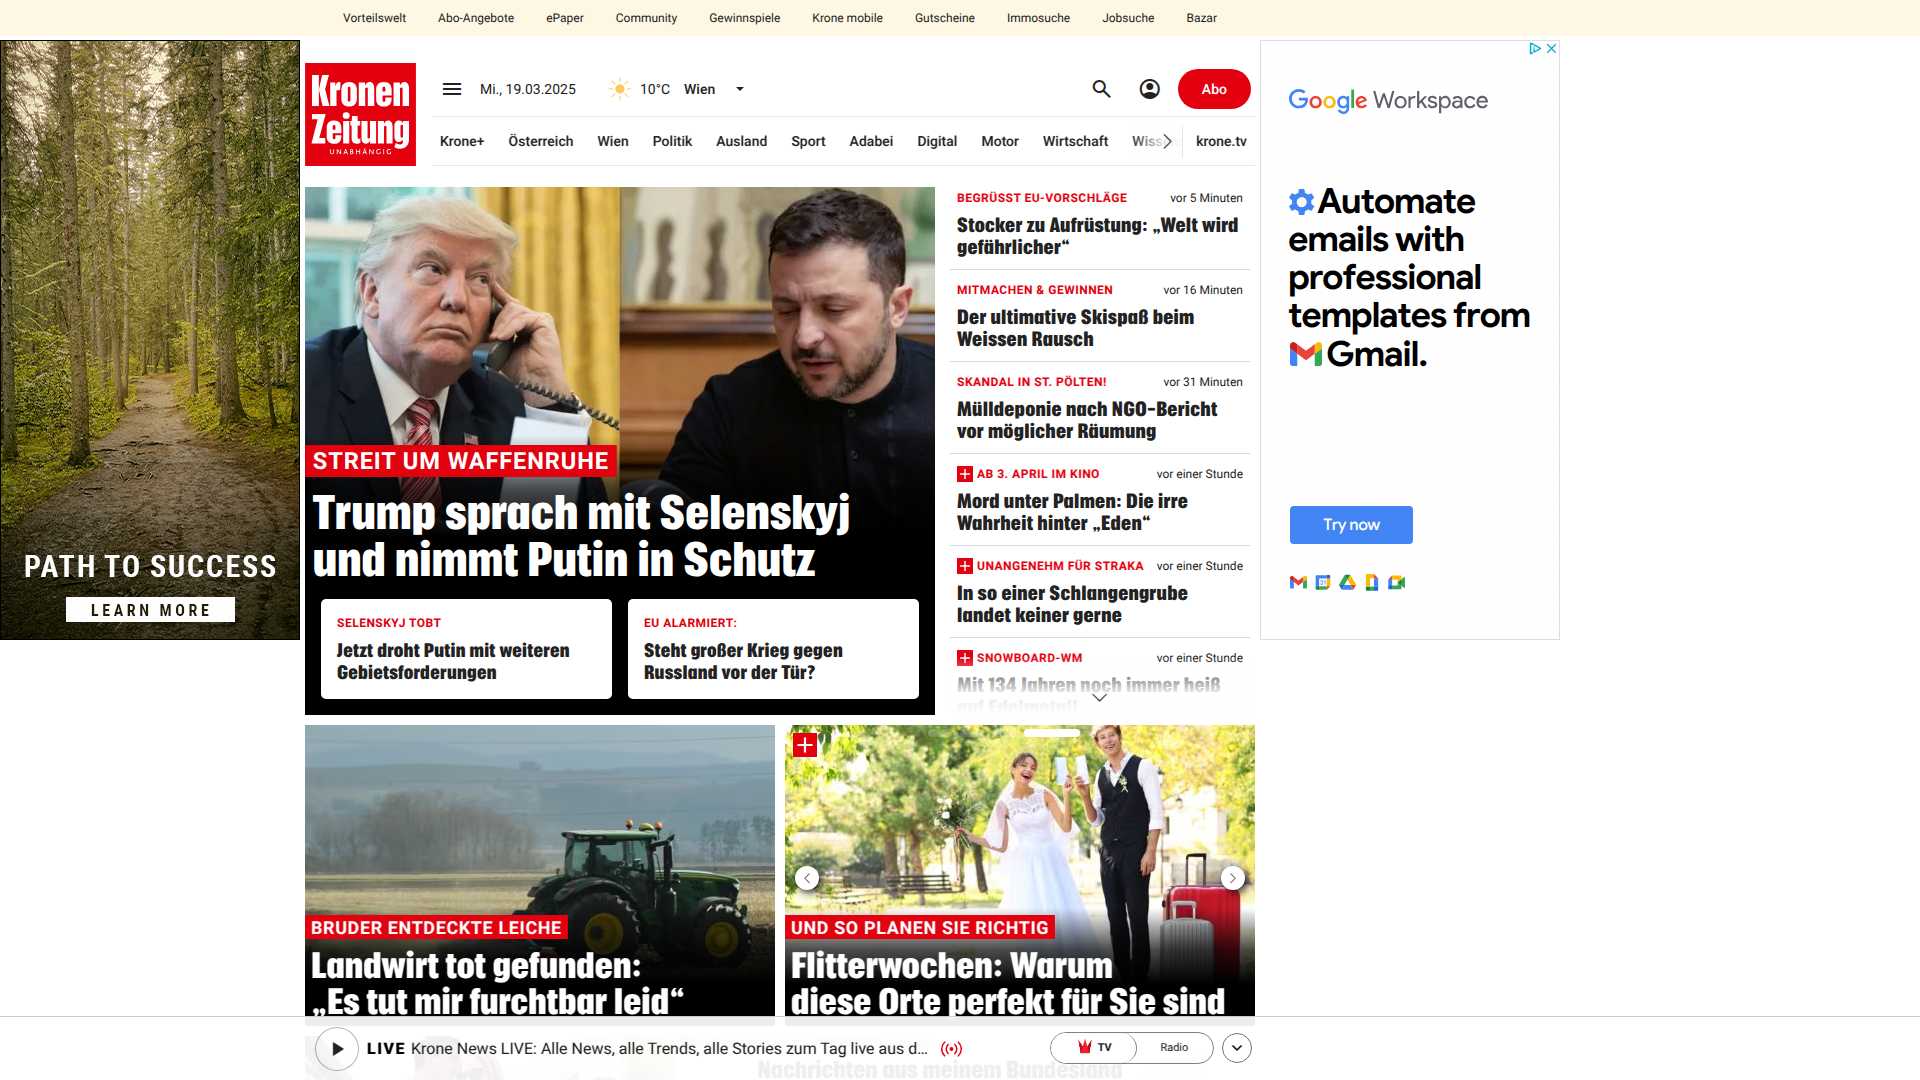 Vorteilswelt Abo-Angebote ePaper Community Gewinnspiele Krone mobile Gutscheine Immosuche Jobsuche Bazar
Kronen
Zeitung
UNABHÄNGIG
Mi., 19.03.2025 10°C Wien
Abo
Krone+ Österreich Wien Politik Ausland Sport Adabei Digital Motor Wirtschaft Wiss krone.tv
PATH TO SUCCESS
LEARN MORE
STREIT UM WAFFENRUHE
Trump sprach mit Selenskyj
und nimmt Putin in Schutz
SELENSKYJ TOBT
Jetzt droht Putin mit weiteren
Gebietsforderungen
EU ALARMIERT:
Steht großer Krieg gegen
Russland vor der Tür?
BEGRÜSST EU-VORSCHLÄGE vor 5 Minuten
Stocker zu Aufrüstung: „Welt wird
gefährlicher“
MITMACHEN & GEWINNEN vor 16 Minuten
Der ultimative Skispaß beim
Weissen Rausch
SKANDAL IN ST. PÖLTEN! vor 31 Minuten
Mülldeponie nach NGO-Bericht
vor möglicher Räumung
AB 3. APRIL IM KINO vor einer Stunde
Mord unter Palmen: Die irre
Wahrheit hinter „Eden“
UNANGENEHM FÜR STRAKA vor einer Stunde
In so einer Schlangengrube
landet keiner gerne
SNOWBOARD-WM vor einer Stunde
Mit 134 Jahren noch immer heiß
auf Edelmetall
Google Workspace
Automate
emails with
professional
templates from
Gmail.
Try now
BRUDER ENTDECKTE LEICHE
Landwirt tot gefunden:
„Es tut mir furchtbar leid“
UND SO PLANEN SIE RICHTIG
Flitterwochen: Warum
diese Orte perfekt für Sie sind
LIVE Krone News LIVE: Alle News, alle Trends, alle Stories zum Tag live aus d...
TV Radio
Nachrichten aus meinem Bundesland